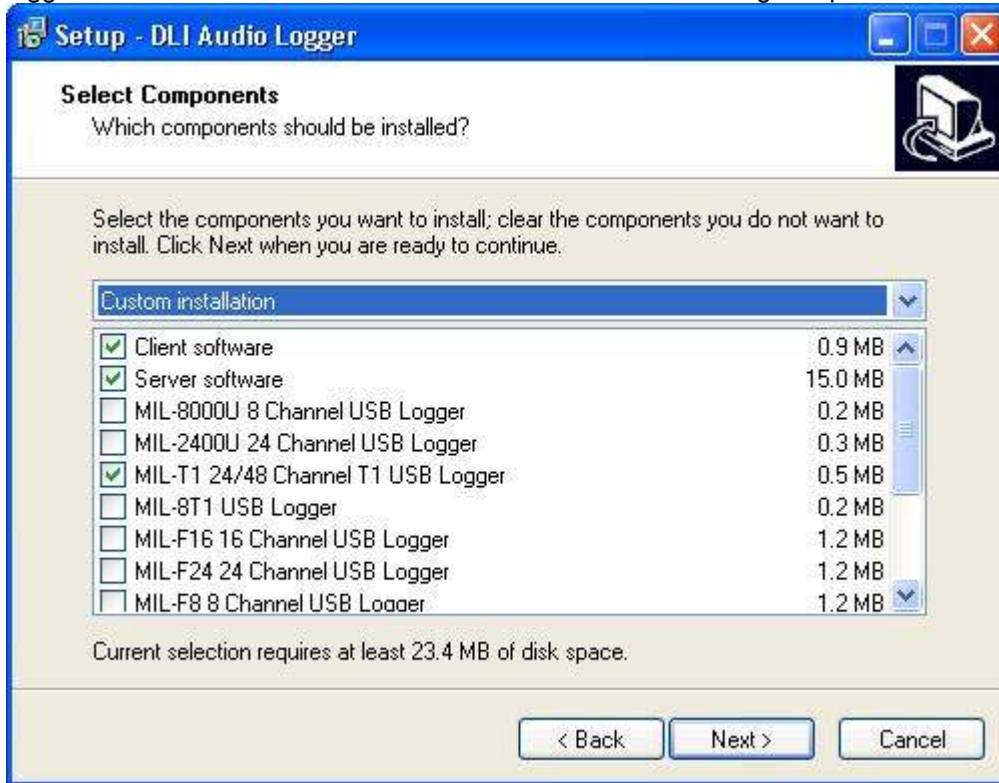 Setup - DLI Audio Logger
Select Components
Which components should be installed?
Select the components you want to install; clear the components you do not want to
install. Click Next when you are ready to continue.
Custom installation
Client software 0.9 MB
Server software 15.0 MB
MIL-8000U 8 Channel USB Logger 0.2 MB
MIL-2400U 24 Channel USB Logger 0.3 MB
MIL-T1 24/48 Channel T1 USB Logger 0.5 MB
MIL-8T1 USB Logger 0.2 MB
MIL-F16 16 Channel USB Logger 1.2 MB
MIL-F24 24 Channel USB Logger 1.2 MB
MIL-F8 8 Channel USB Logger 1.2 MB
Current selection requires at least 23.4 MB of disk space.
< Back Next > Cancel